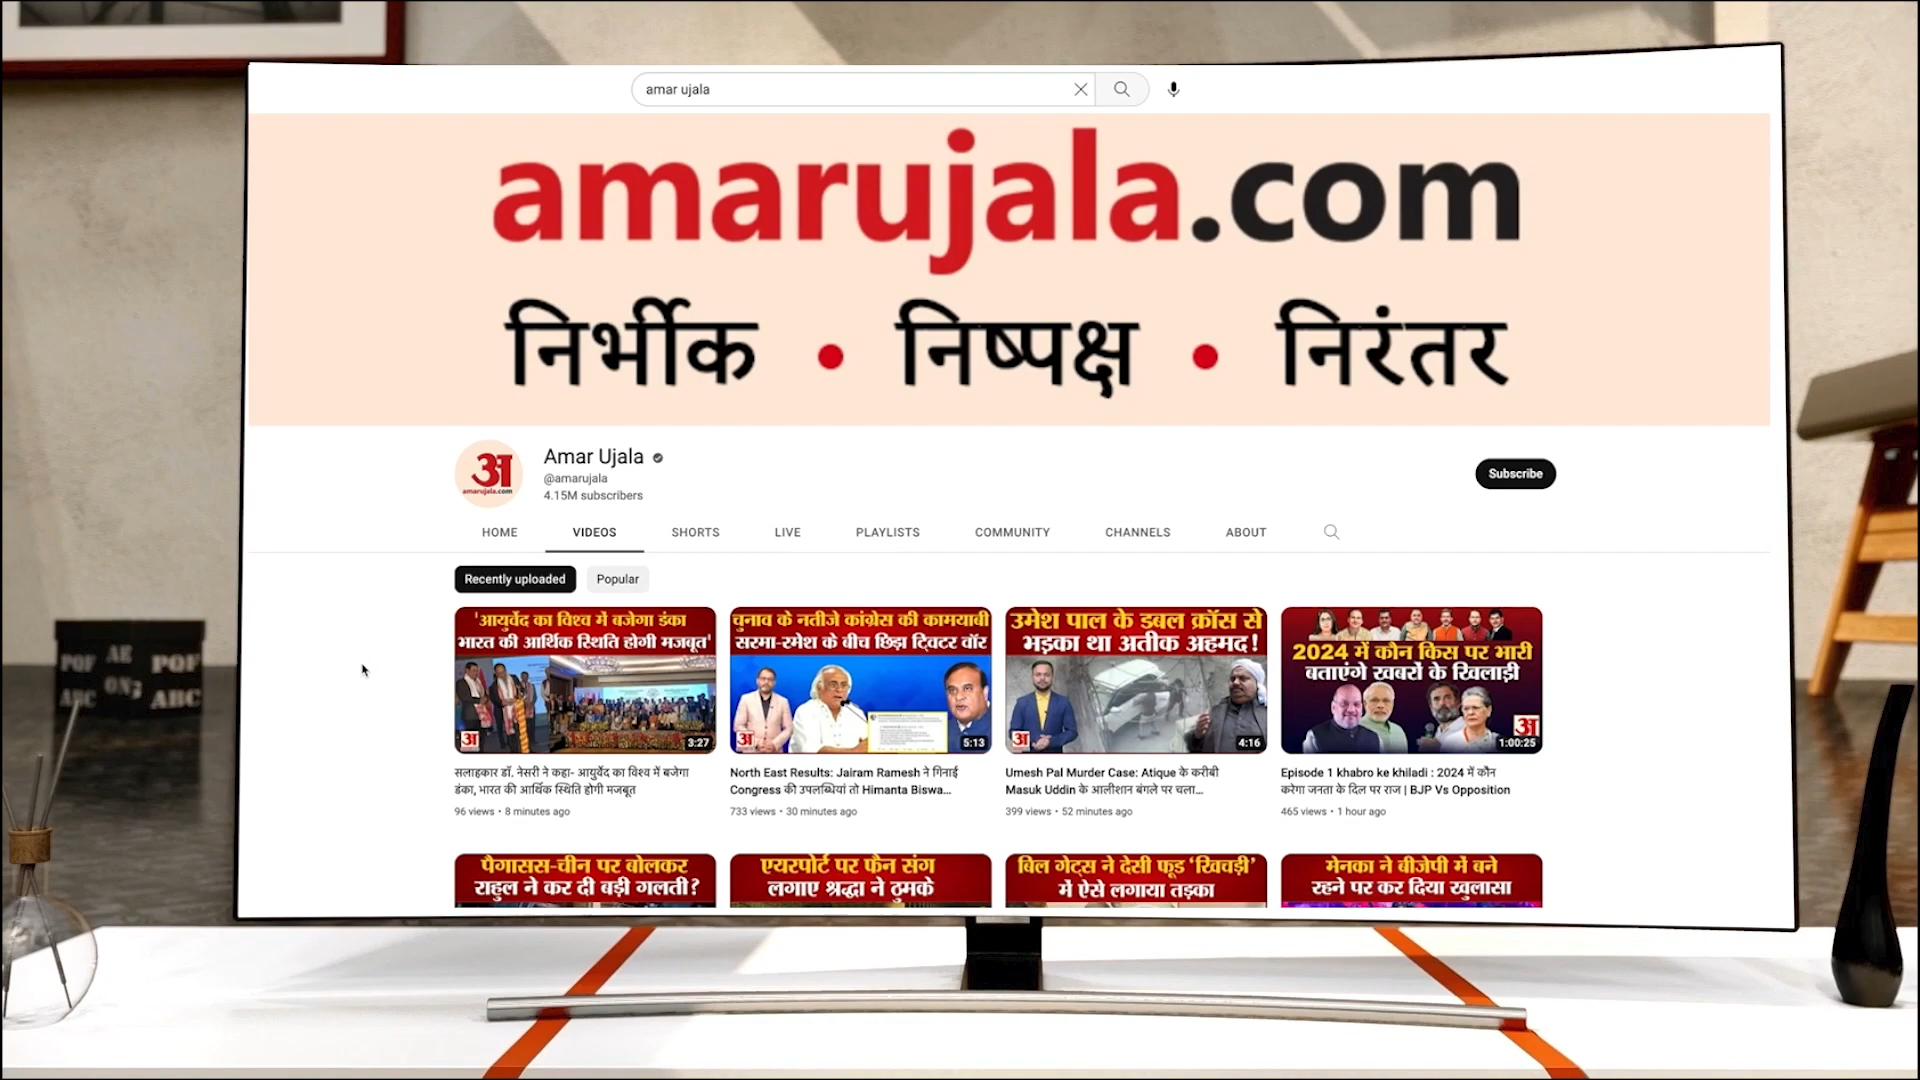 amar ujala
amarujala.com
निर्भीक • निष्पक्ष • निरंतर
अ
amarujala.com
Amar Ujala
@amarujala
4.15M subscribers
Subscribe
HOME VIDEOS SHORTS LIVE PLAYLISTS COMMUNITY CHANNELS ABOUT
Recently uploaded Popular
'आयुर्वेद का विश्व में बजेगा डंका
भारत की आर्थिक स्थिति होगी मजबूत'
अ
3:27
सलाहकार डॉ. नेसरी ने कहा- आयुर्वेद का विश्व में बजेगा
डंका, भारत की आर्थिक स्थिति होगी मजबूत
96 views • 8 minutes ago
चुनाव के नतीजे कांग्रेस की कामयाबी
सरमा-रमेश के बीच छिड़ा ट्विटर वॉर
अ
5:13
North East Results: Jairam Ramesh ने गिनाई
Congress की उपलब्धियां तो Himanta Biswa...
733 views • 30 minutes ago
उमेश पाल के डबल क्रॉस से
भड़का था अतीक अहमद!
अ
4:16
Umesh Pal Murder Case: Atique के करीबी
Masuk Uddin के आलीशान बंगले पर चला...
399 views • 52 minutes ago
2024 में कौन किस पर भारी
बताएंगे खबरों के खिलाड़ी
अ
1:00:25
Episode 1 khabro ke khiladi : 2024 में कौन
करेगा जनता के दिल पर राज | BJP Vs Opposition
465 views • 1 hour ago
पैगासस-चीन पर बोलकर
राहुल ने कर दी बड़ी गलती?
एयरपोर्ट पर फैन संग
लगाए श्रद्धा ने ठुमके
बिल गेट्स ने देसी फूड 'खिचड़ी'
में ऐसे लगाया तड़का
मेनका ने बीजेपी में बने
रहने पर कर दिया खुलासा
PQF AE PQF
ABC ABC